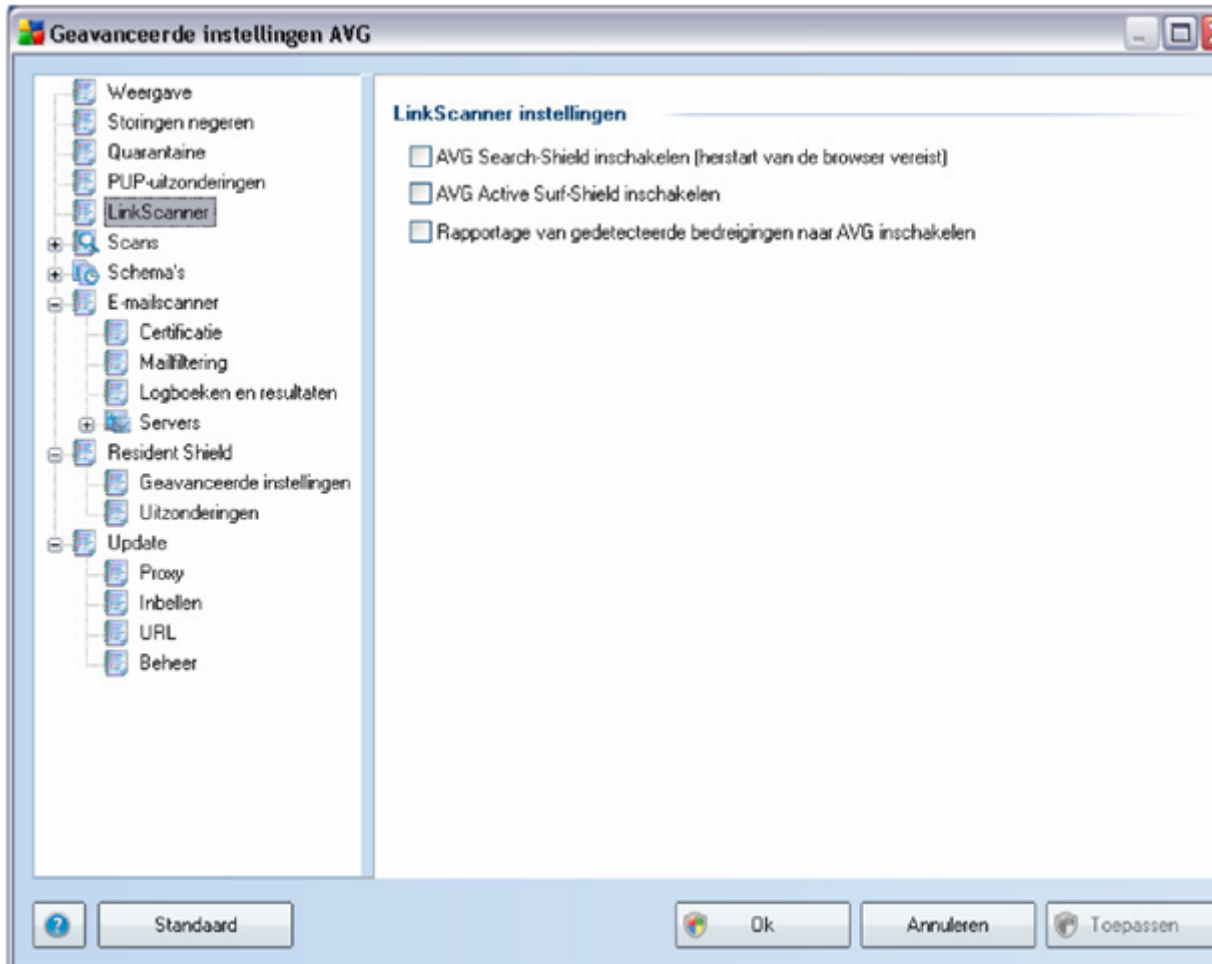 Geavanceerde instellingen AVG
Weergave
Storingen negeren
Quarantaine
PUP-uitzonderingen
LinkScanner
Scans
Schema's
E-mailscanner
Certificatie
Mailfiltering
Logboeken en resultaten
Servers
Resident Shield
Geavanceerde instellingen
Uitzonderingen
Update
Proxy
Inbellen
URL
Beheer
LinkScanner instellingen
AVG Search-Shield inschakelen (herstart van de browser vereist)
AVG Active Surf-Shield inschakelen
Rapportage van gedetecteerde bedreigingen naar AVG inschakelen
? Standaard Ok Annuleren Toepassen